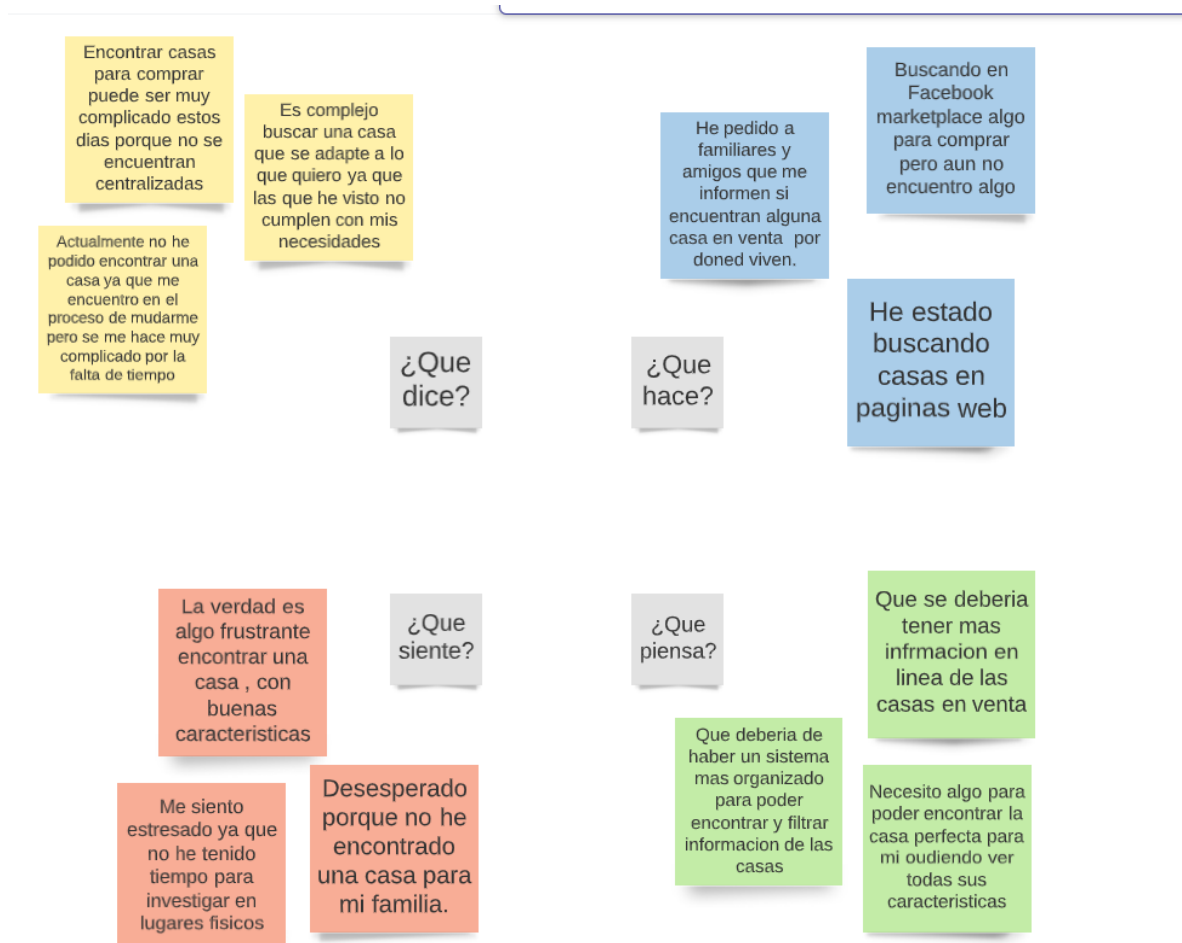 Encontrar casas
para comprar
puede ser muy
complicado estos
dias porque no se
encuentran
centralizadas
Es complejo
buscar una casa
que se adapte a lo
que quiero ya que
las que he visto no
cumplen con mis
necesidades
Actualmente no he
podido encontrar una
casa ya que me
encuentro en el
proceso de mudarme
pero se me hace muy
complicado por la
falta de tiempo
¿Que
dice?
He pedido a
familiares y
amigos que me
informen si
encuentran alguna
casa en venta por
doned viven.
Buscando en
Facebook
marketplace algo
para comprar
pero aun no
encuentro algo
He estado
buscando
casas en
paginas web
¿Que
hace?
La verdad es
algo frustrante
encontrar una
casa , con
buenas
caracteristicas
¿Que
siente?
Me siento
estresado ya que
no he tenido
tiempo para
investigar en
lugares fisicos
Desesperado
porque no he
encontrado
una casa para
mi familia.
¿Que
piensa?
Que se deberia
tener mas
infrmacion en
linea de las
casas en venta
Que deberia de
haber un sistema
mas organizado
para poder
encontrar y filtrar
informacion de las
casas
Necesito algo para
poder encontrar la
casa perfecta para
mi oudiendo ver
todas sus
caracteristicas